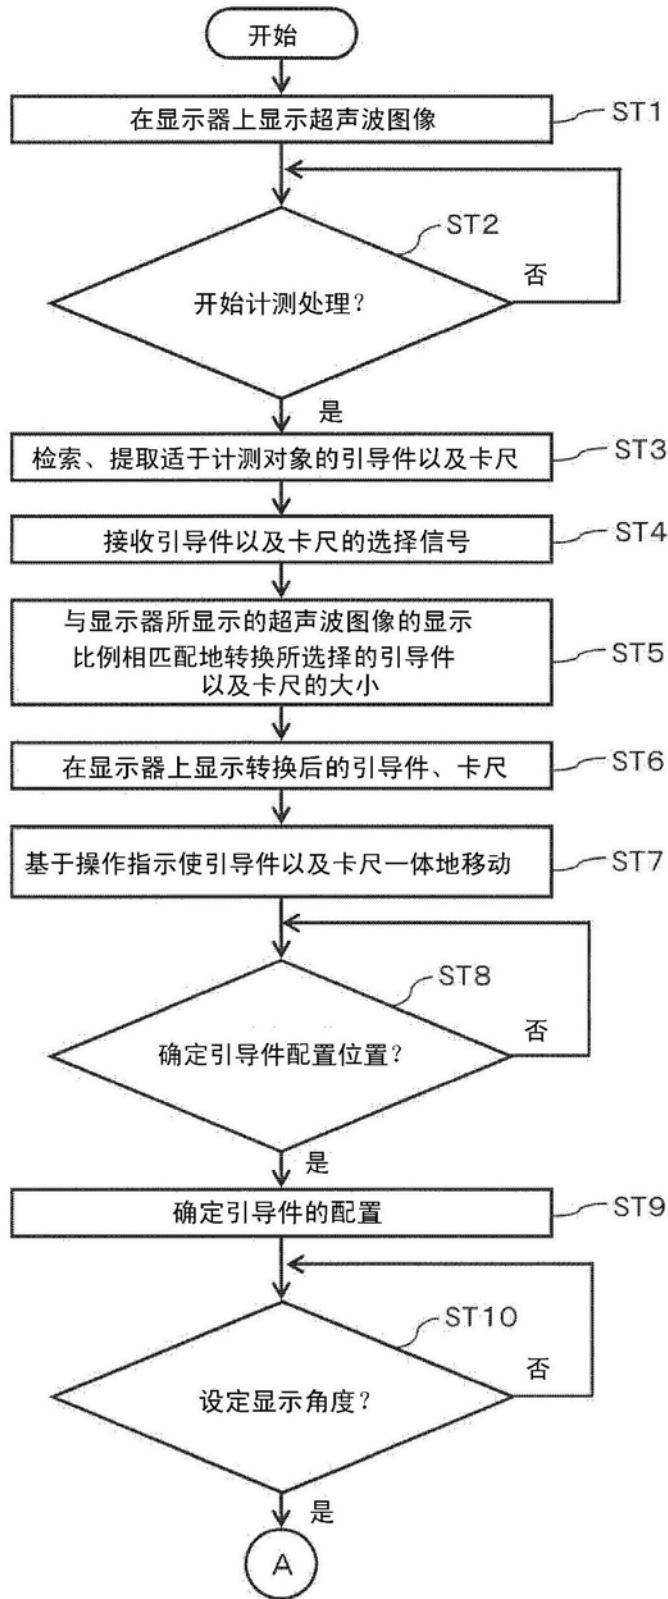 开始
在显示器上显示超声波图像
ST1
ST2
开始计测处理？
否
是
检索、提取适于计测对象的引导件以及卡尺
ST3
接收引导件以及卡尺的选择信号
ST4
与显示器所显示的超声波图像的显示
比例相匹配地转换所选择的引导件
以及卡尺的大小
ST5
在显示器上显示转换后的引导件、卡尺
ST6
基于操作指示使引导件以及卡尺一体地移动
ST7
ST8
确定引导件配置位置？
否
是
确定引导件的配置
ST9
ST10
设定显示角度？
否
是
A